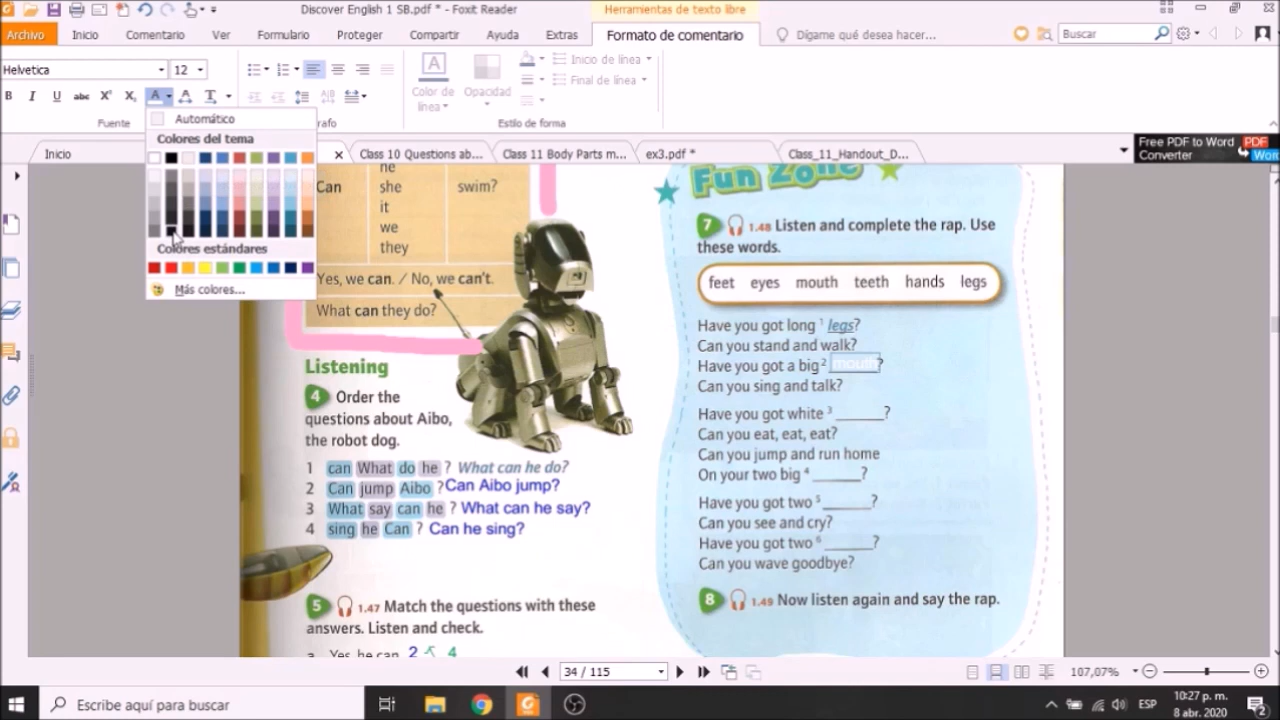 Discover English 1 SB.pdf * - Foxit Reader
Herramientas de texto libre
Archivo Inicio Comentario Ver Formulario Proteger Compartir Ayuda Extras Formato de comentario Dígame qué desea hacer... Buscar
Helvetica 12
Inicio de línea
Final de línea
Color de línea Opacidad
B I U abc X² X₂ A
Fuente
rafo
Estilo de forma
Automático
Colores del tema
Colores estándares
Más colores...
Inicio
Class 10 Questions ab...
Class 11 Body Parts m...
ex3.pdf *
Class_11_Handout_D...
Free PDF to Word Converter
PDF
Word
he
Can she swim?
it
we
they
Yes, we can. / No, we can't.
What can they do?
Listening
4 Order the
questions about Aibo,
the robot dog.
1 can What do he ? What can he do?
2 Can jump Aibo ? Can Aibo jump?
3 What say can he ? What can he say?
4 sing he Can ? Can he sing?
5 1.47 Match the questions with these
answers. Listen and check.
a Yes, he can. 2 4
Fun Zone
7 1.48 Listen and complete the rap. Use
these words.
feet eyes mouth teeth hands legs
Have you got long ¹ legs?
Can you stand and walk?
Have you got a big ² mouth?
Can you sing and talk?
Have you got white ³ ______?
Can you eat, eat, eat?
Can you jump and run home
On your two big ⁴ ______?
Have you got two ⁵ ______?
Can you see and cry?
Have you got two ⁶ ______?
Can you wave goodbye?
8 1.49 Now listen again and say the rap.
34 / 115
107,07%
Escribe aquí para buscar
ESP
10:27 p. m.
8 abr. 2020
2